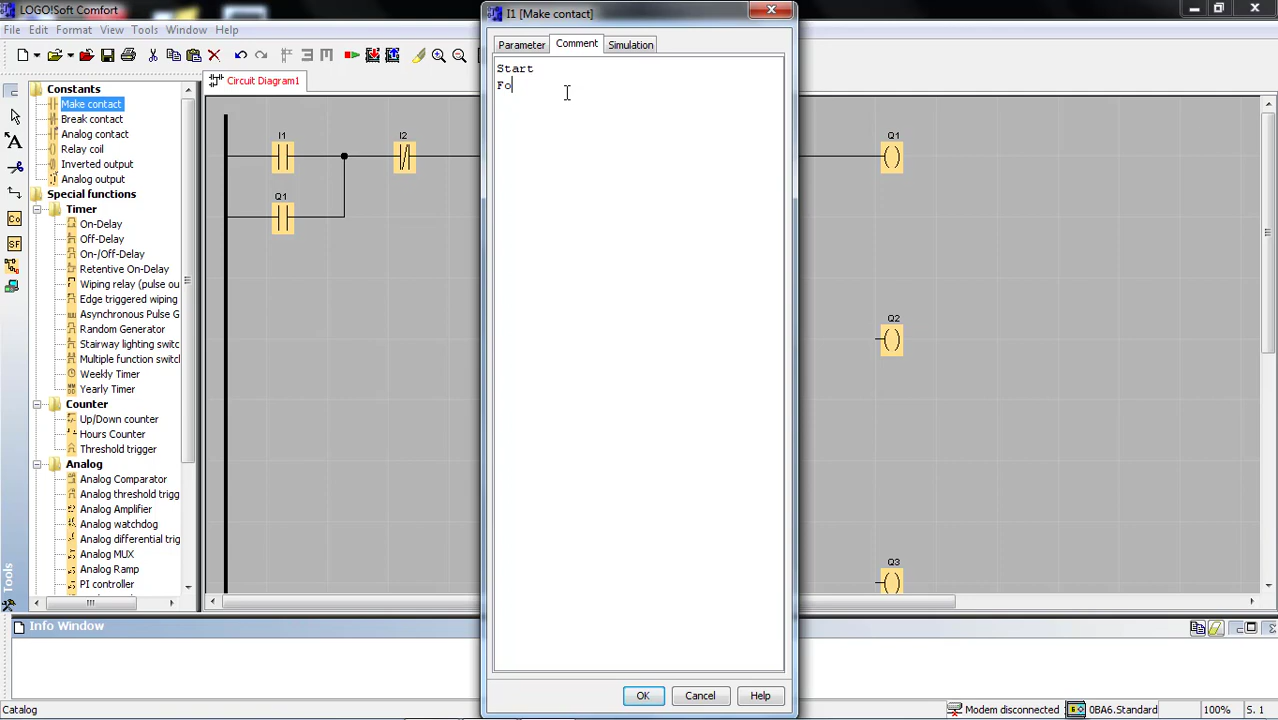 LOGO!Soft Comfort
File Edit Format View Tools Window Help
Circuit Diagram1
Constants
Make contact
Break contact
Analog contact
Relay coil
Inverted output
Analog output
Special functions
Timer
On-Delay
Off-Delay
On-/Off-Delay
Retentive On-Delay
Wiping relay (pulse ou
Edge triggered wiping
Asynchronous Pulse G
Random Generator
Stairway lighting switc
Multiple function switch
Weekly Timer
Yearly Timer
Counter
Up/Down counter
Hours Counter
Threshold trigger
Analog
Analog Comparator
Analog threshold trigg
Analog Amplifier
Analog watchdog
Analog differential trig
Analog MUX
Analog Ramp
PI controller
Tools
I1
I2
Q1
Q1
Q2
Q3
I1 [Make contact]
Parameter Comment Simulation
Start
Fo
OK Cancel Help
Info Window
Catalog
Modem disconnected
0BA6.Standard
100%
S. 1